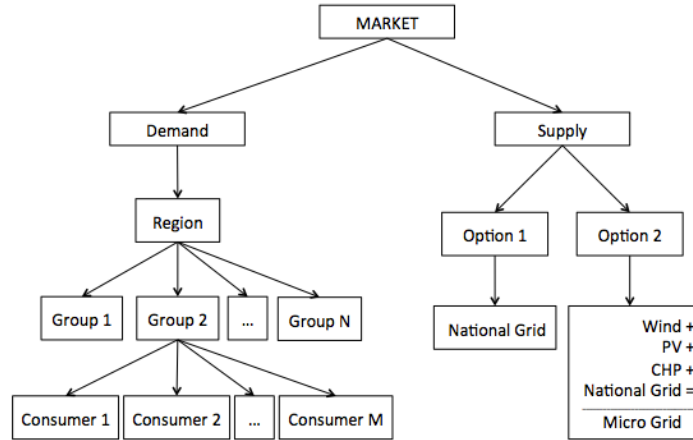 MARKET
Demand
Supply
Region
Option 1
Option 2
Group 1
Group 2
...
Group N
National Grid
Wind +
PV +
CHP +
National Grid =
Micro Grid
Consumer 1
Consumer 2
...
Consumer M